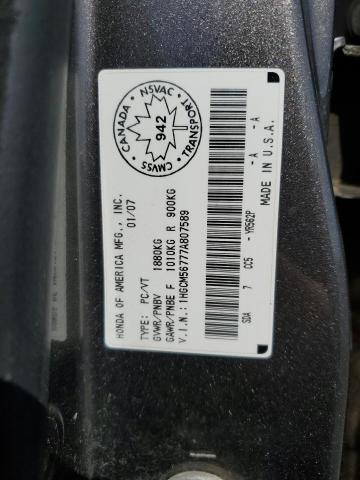 CANADA NSVAC TRANSPORT CMVSS
942
HONDA OF AMERICA MFG., INC.
01/07
TYPE: PC/VT
GVWR/PNBV 1880KG
GAWR/PNBE F 1010KG R 900KG
V.I.N.:1HGCM56777A807589
SDA 7 CC5 - YR562P - A - A
MADE IN U.S.A.